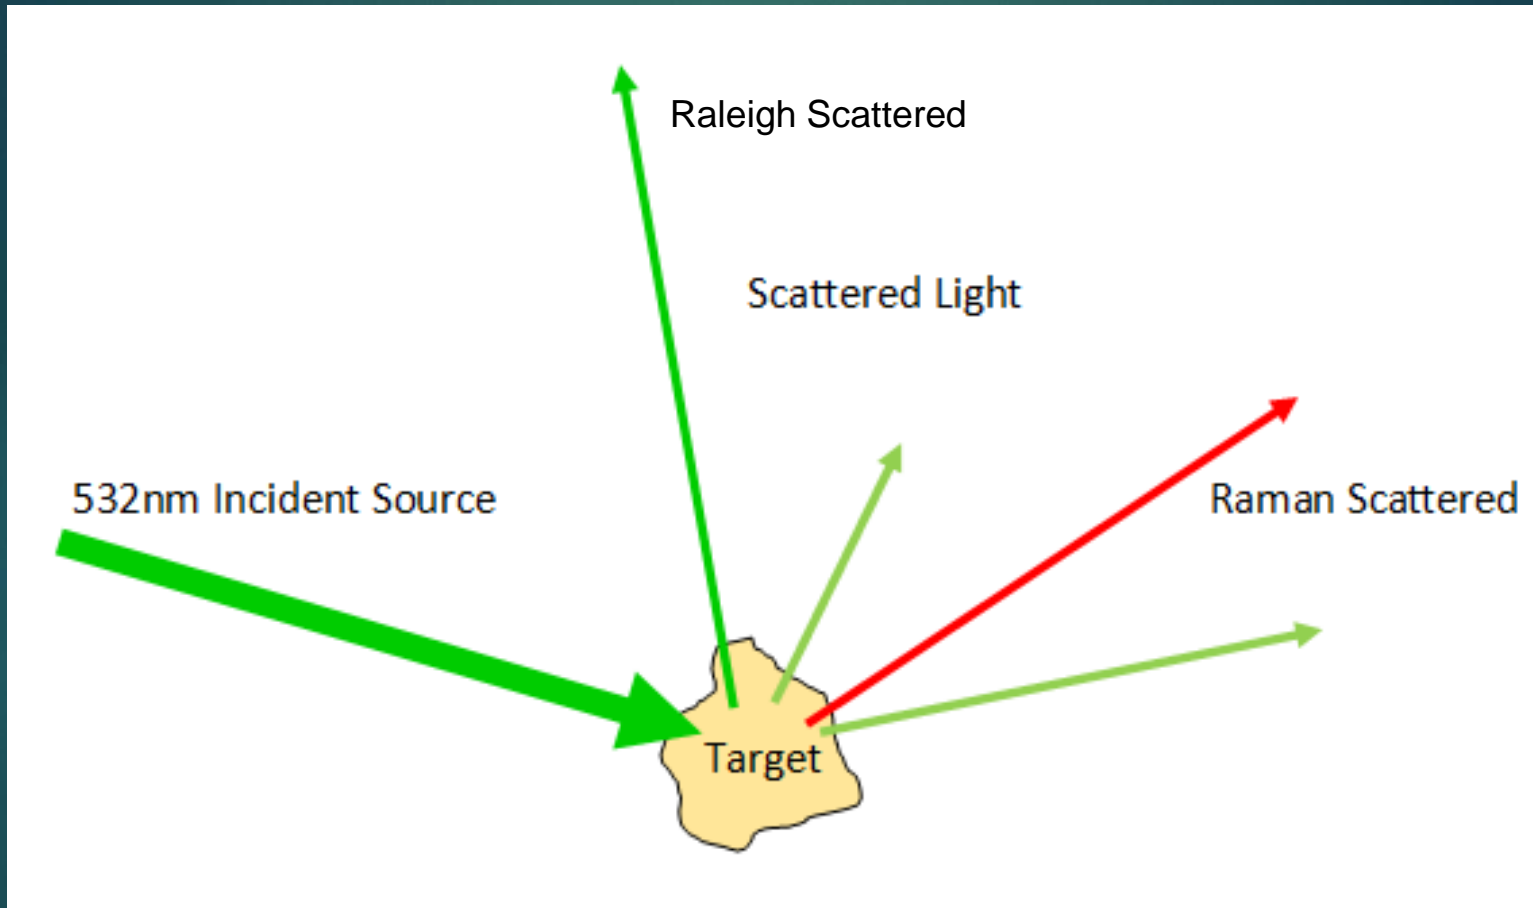 Raleigh Scattered
Scattered Light
532nm Incident Source
Raman Scattered
Target